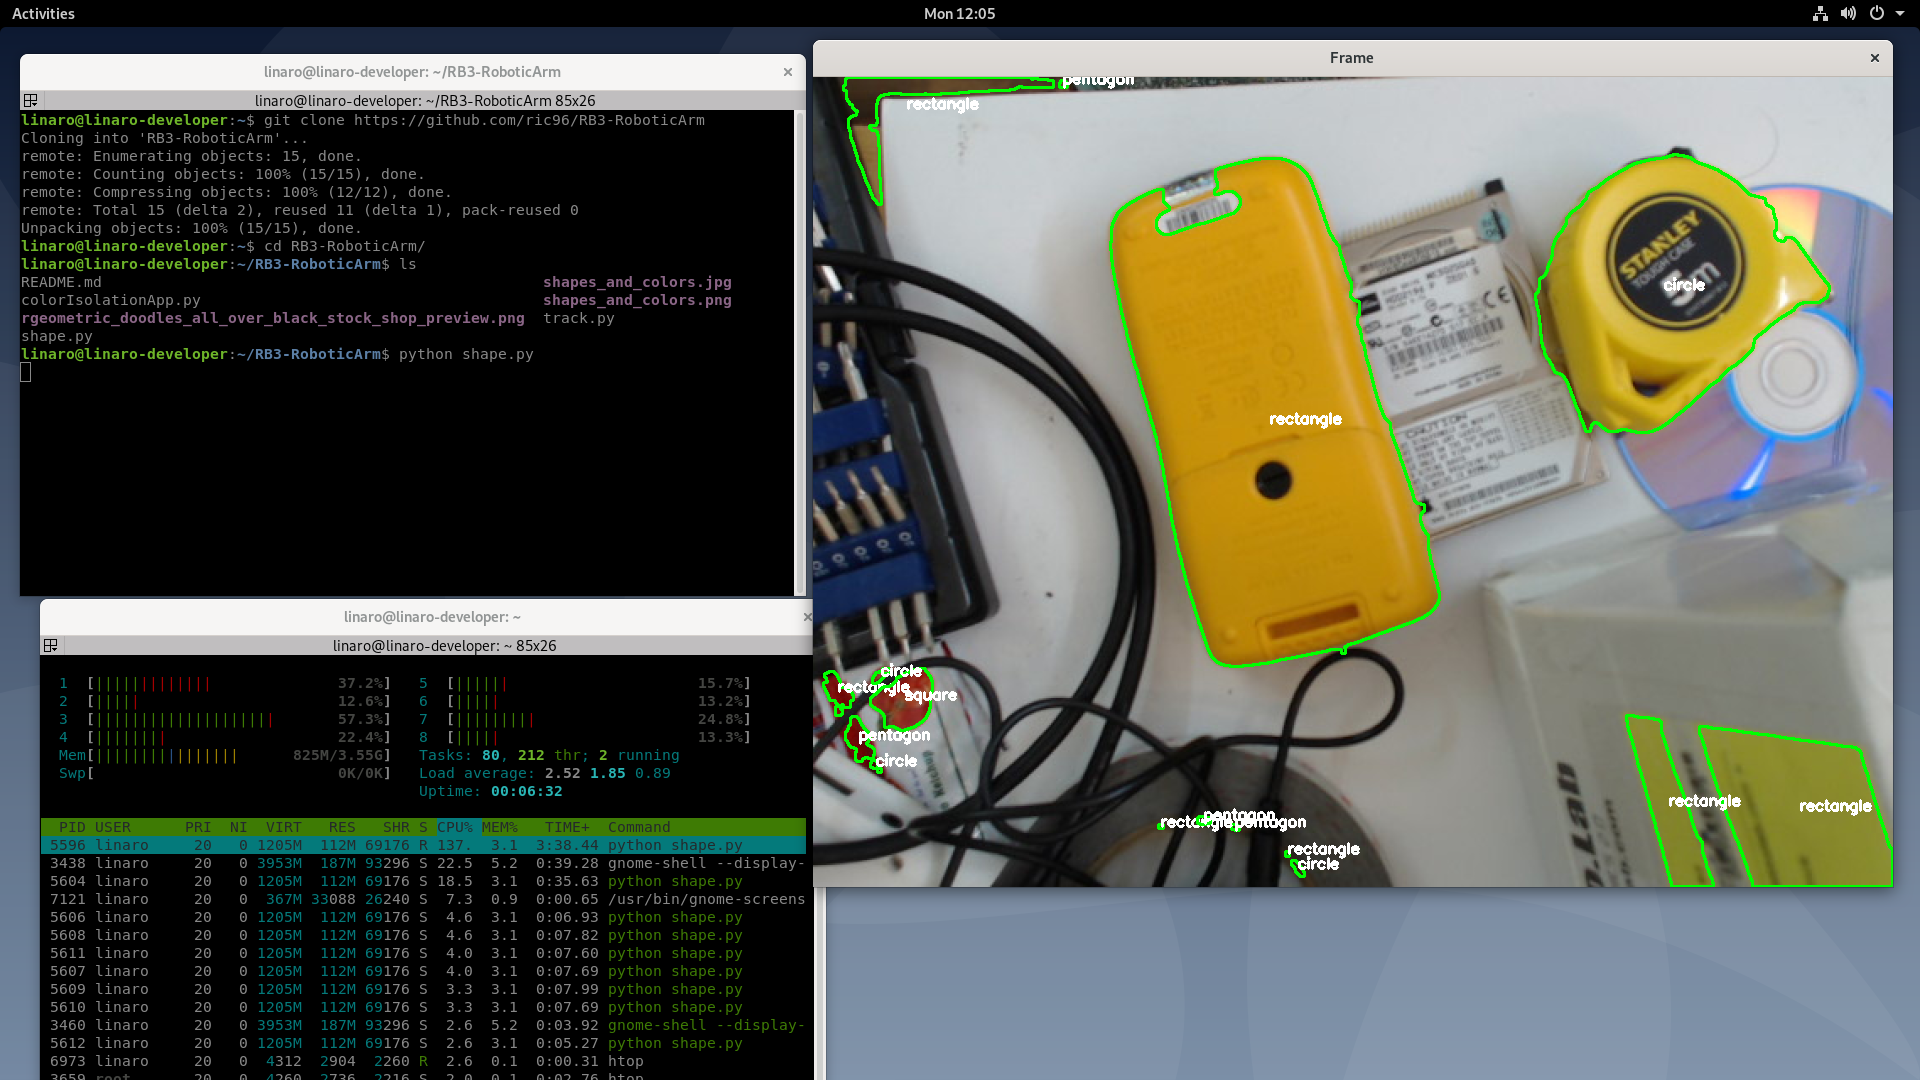 Activities
Mon 12:05
linaro@linaro-developer: ~/RB3-RoboticArm
linaro@linaro-developer: ~/RB3-RoboticArm 85x26
linaro@linaro-developer:~$ git clone https://github.com/ric96/RB3-RoboticArm
Cloning into 'RB3-RoboticArm'...
remote: Enumerating objects: 15, done.
remote: Counting objects: 100% (15/15), done.
remote: Compressing objects: 100% (12/12), done.
remote: Total 15 (delta 2), reused 11 (delta 1), pack-reused 0
Unpacking objects: 100% (15/15), done.
linaro@linaro-developer:~$ cd RB3-RoboticArm/
linaro@linaro-developer:~/RB3-RoboticArm$ ls
README.md shapes_and_colors.jpg
colorIsolationApp.py shapes_and_colors.png
rgeometric_doodles_all_over_black_stock_shop_preview.png track.py
shape.py
linaro@linaro-developer:~/RB3-RoboticArm$ python shape.py
linaro@linaro-developer: ~
linaro@linaro-developer: ~ 85x26
1 [ 37.2%] 5 [ 15.7%]
2 [ 12.6%] 6 [ 13.2%]
3 [ 57.3%] 7 [ 24.8%]
4 [ 22.4%] 8 [ 13.3%]
Mem[ 825M/3.55G] Tasks: 80, 212 thr; 2 running
Swp[ 0K/0K] Load average: 2.52 1.85 0.89
Uptime: 00:06:32
PID USER PRI NI VIRT RES SHR S CPU% MEM% TIME+ Command
5596 linaro 20 0 1205M 112M 69176 R 137. 3.1 3:38.44 python shape.py
3438 linaro 20 0 3953M 187M 93296 S 22.5 5.2 0:39.28 gnome-shell --display-
5604 linaro 20 0 1205M 112M 69176 S 18.5 3.1 0:35.63 python shape.py
7121 linaro 20 0 367M 33088 26240 S 7.3 0.9 0:00.65 /usr/bin/gnome-screens
5606 linaro 20 0 1205M 112M 69176 S 4.6 3.1 0:06.93 python shape.py
5608 linaro 20 0 1205M 112M 69176 S 4.6 3.1 0:07.82 python shape.py
5611 linaro 20 0 1205M 112M 69176 S 4.0 3.1 0:07.60 python shape.py
5607 linaro 20 0 1205M 112M 69176 S 4.0 3.1 0:07.69 python shape.py
5609 linaro 20 0 1205M 112M 69176 S 3.3 3.1 0:07.99 python shape.py
5610 linaro 20 0 1205M 112M 69176 S 3.3 3.1 0:07.69 python shape.py
3460 linaro 20 0 3953M 187M 93296 S 2.6 5.2 0:03.92 gnome-shell --display-
5612 linaro 20 0 1205M 112M 69176 S 2.6 3.1 0:05.27 python shape.py
6973 linaro 20 0 4312 2904 2260 R 2.6 0.1 0:00.31 htop
3659 root 20 0 4260 2736 2216 S 2.0 0.1 0:02.76 htop
Frame
pentagon
rectangle
STANLEY
TOUGH CASE
circle
5m
CAUTION
rectangle
circle
rectangle
square
pentagon
circle
pentagon
rectangle
pentagon
rectangle
circle
rectangle
rectangle